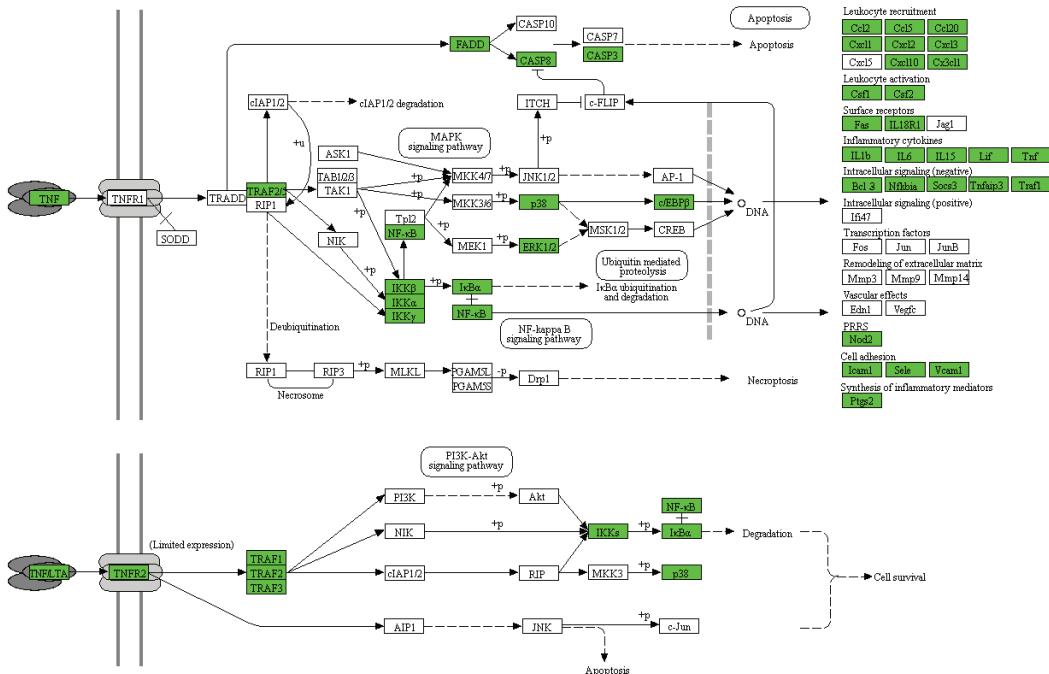 CASP10
Apoptosis
FADD
CASP7
Apoptosis
CASP8
CASP3
cIAP1/2
cIAP1/2 degradation
ITCH
c-FLIP
+u
MAPK
signaling pathway
+p
ASK1
TAB1/2/3
TAK1
+p
MKK4/7
+p
JNK1/2
AP-1
TNF
TNFR1
TRADD
TRAF2/5
RIP1
+p
MKK3/6
+p
p38
c/EBPβ
DNA
SODD
NIK
+p
Tpl2
NF-κB
+p
MEK1
+p
ERK1/2
MSK1/2
CREB
+p
IKKβ
IKKα
IKKγ
+p
IκBα
NF-κB
Ubiquitin mediated
proteolysis
IκBα ubiquitination
and degradation
DNA
NF-kappa B
signaling pathway
Deubiquitination
RIP1
RIP3
Necrosome
+p
MLKL
PGAM5L
PGAM5S
-p
Drp1
Necroptosis
Leukocyte recruitment
Ccl2 Ccl5 Ccl20
Cxcl1 Cxcl2 Cxcl3
Cxcl5 Cxcl10 Cx3cl1
Leukocyte activation
Csf1 Csf2
Surface receptors
Fas IL18R1 Jag1
Inflammatory cytokines
IL1b IL6 IL15 Lif Tnf
Intracellular signaling (negative)
Bcl 3 Nfkbia Socs3 Tnfaip3 Traf1
Intracellular signaling (positive)
Ifi47
Transcription factors
Fos Jun JunB
Remodeling of extracellular matrix
Mmp3 Mmp9 Mmp14
Vascular effects
Edn1 Vegfc
PRRS
Nod2
Cell adhesion
Icam1 Sele Vcam1
Synthesis of inflammatory mediators
Ptgs2
PI3K-Akt
signaling pathway
PI3K
+p
Akt
NF-κB
NIK
+p
IKKs
+p
IκBα
Degradation
(Limited expression)
TNF/LTA
TNFR2
TRAF1
TRAF2
TRAF3
cIAP1/2
RIP
MKK3
+p
p38
Cell survival
AIP1
JNK
+p
c-Jun
Apoptosis